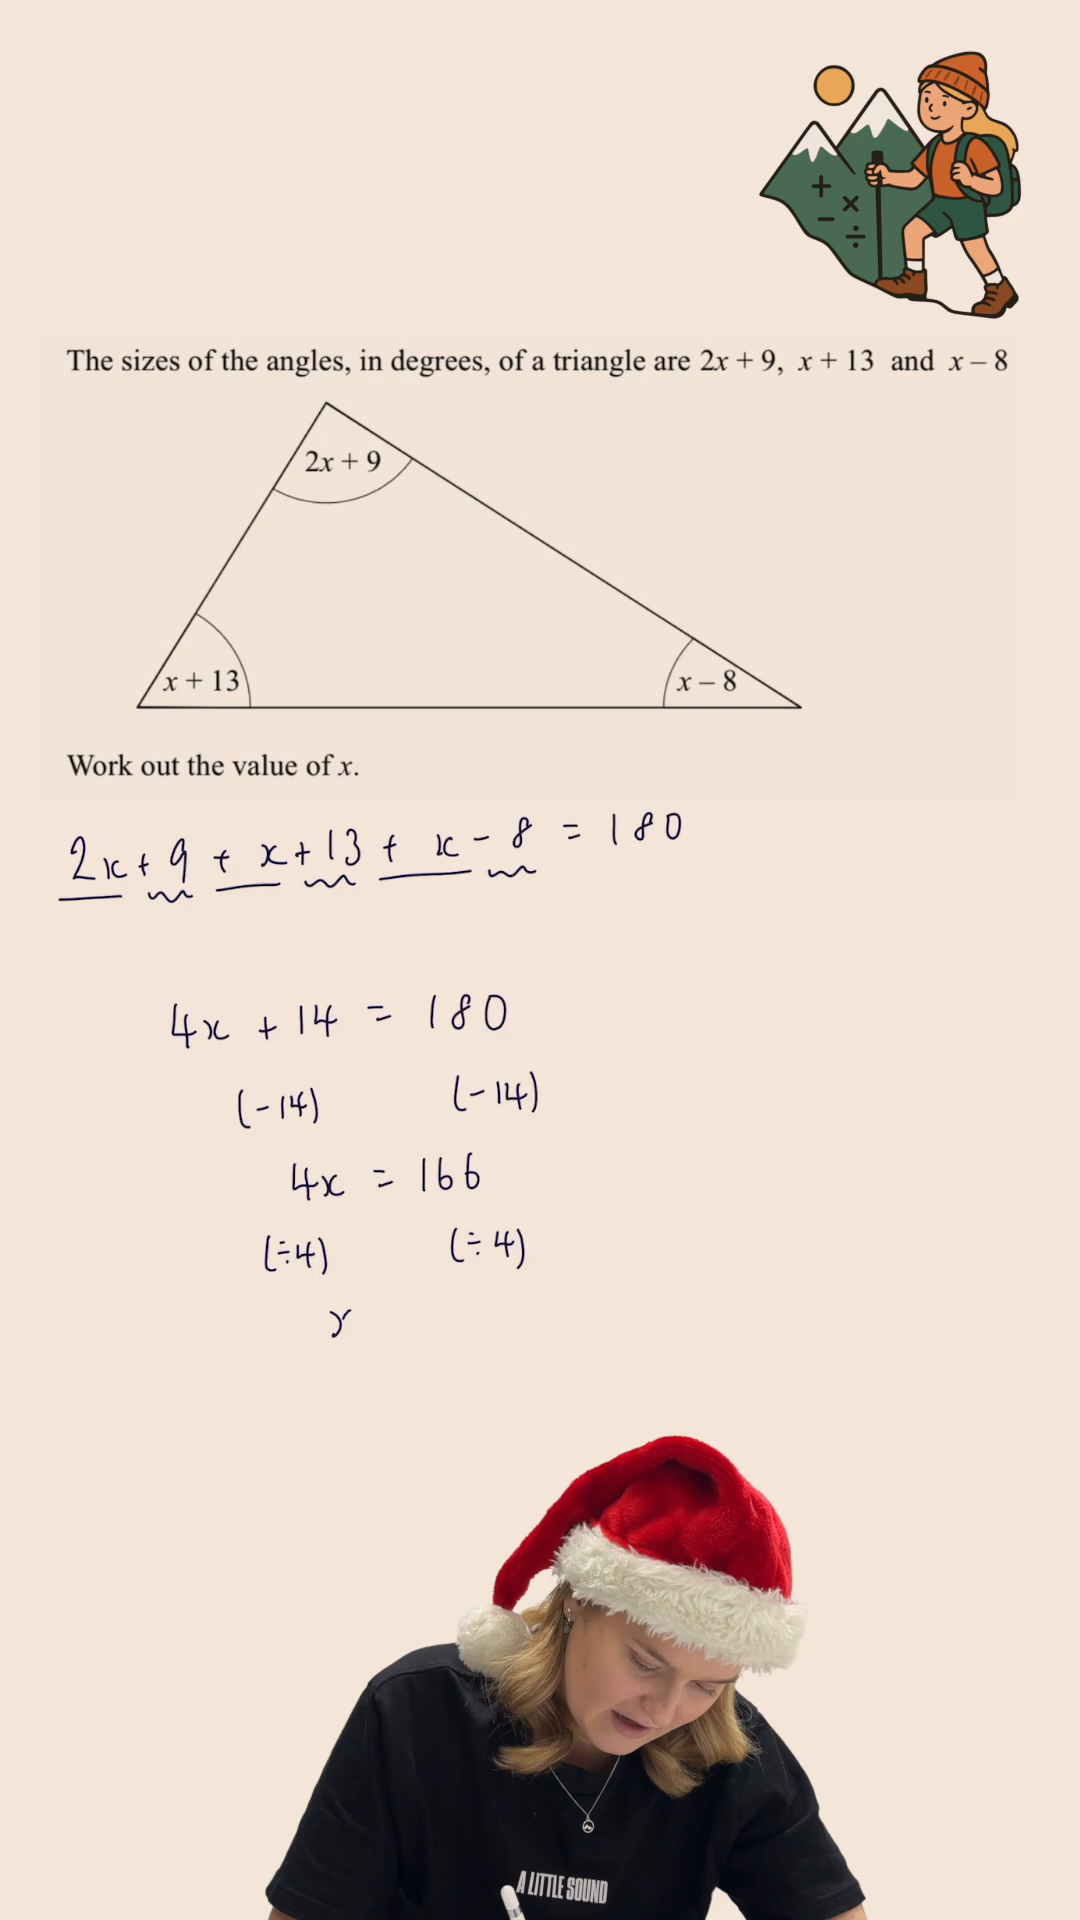 +
×
−
÷
The sizes of the angles, in degrees, of a triangle are 2x + 9, x + 13 and x – 8
2x + 9
x + 13
x – 8
Work out the value of x.
2x + 9 + x + 13 + x - 8 = 180
4x + 14 = 180
(-14) (-14)
4x = 166
(÷4) (÷4)
x
A LITTLE SOUND